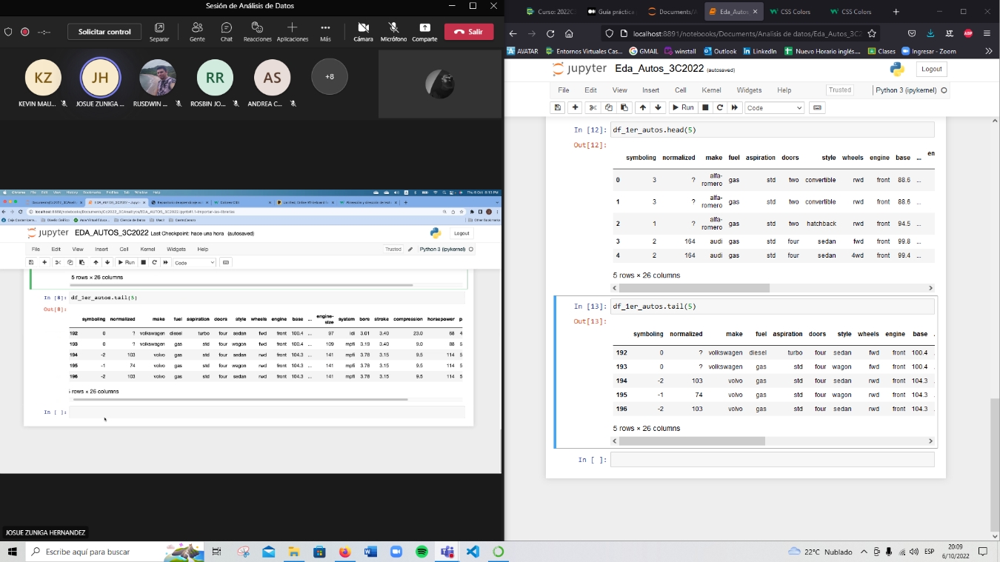 Sesión de Análisis de Datos
Solicitar control
Separar
Gente
Chat
Reacciones
Aplicaciones
Más
Cámara
Micrófono
Comparte
Salir
KZ
JH
RR
AS
+8
KEVIN MAU...
JOSUE ZUNIGA ...
RUSDWIN ...
ROSBIN JO...
ANDREA C...
Chrome File Edit View History Bookmarks Profiles Tab Window Help
jupyter EDA_AUTOS_3C2022 Last Checkpoint: hace una hora (autosaved)
Logout
File Edit View Insert Cell Kernel Widgets Help
Trusted
Python 3 (ipykernel)
Run
Code
5 rows × 26 columns
In [8]: df_1er_autos.tail(5)
Out[8]:
symboling normalized make fuel aspiration doors style wheels engine base ... engine-size system bore stroke compression horsepower p
192 0 ? volkswagen diesel turbo four sedan fwd front 100.4 ... 97 idi 3.01 3.40 23.0 68 4
193 0 ? volkswagen gas std four wagon fwd front 100.4 ... 109 mpfi 3.19 3.40 9.0 88 5
194 -2 103 volvo gas std four sedan rwd front 104.3 ... 141 mpfi 3.78 3.15 9.5 114 5
195 -1 74 volvo gas std four wagon rwd front 104.3 ... 141 mpfi 3.78 3.15 9.5 114 5
196 -2 103 volvo gas std four sedan rwd front 104.3 ... 141 mpfi 3.78 3.15 9.5 114 5
5 rows × 26 columns
In [ ]:
JOSUE ZUNIGA HERNANDEZ
Curso: 2022C
Guía práctica
Documents/A
Eda_Autos_
CSS Colors
CSS Colors
localhost:8891/notebooks/Documents/Analisis de datos/Eda_Autos_3C2
AVATAR
Entornos Virtuales Cas...
GMAIL
winstall
Outlook
LinkedIn
Nuevo Horario inglés....
Clases
Ingresar - Zoom
jupyter Eda_Autos_3C2022 (autosaved)
Logout
File Edit View Insert Cell Kernel Widgets Help
Trusted
Python 3 (ipykernel)
Run
Code
In [12]: df_1er_autos.head(5)
Out[12]:
symboling normalized make fuel aspiration doors style wheels engine base ... en
0 3 ? alfa-romero gas std two convertible rwd front 88.6 ...
1 3 ? alfa-romero gas std two convertible rwd front 88.6 ...
2 1 ? alfa-romero gas std two hatchback rwd front 94.5 ...
3 2 164 audi gas std four sedan fwd front 99.8 ...
4 2 164 audi gas std four sedan 4wd front 99.4 ...
5 rows × 26 columns
In [13]: df_1er_autos.tail(5)
Out[13]:
symboling normalized make fuel aspiration doors style wheels engine base .
192 0 ? volkswagen diesel turbo four sedan fwd front 100.4 .
193 0 ? volkswagen gas std four wagon fwd front 100.4 .
194 -2 103 volvo gas std four sedan rwd front 104.3 .
195 -1 74 volvo gas std four wagon rwd front 104.3 .
196 -2 103 volvo gas std four sedan rwd front 104.3 .
5 rows × 26 columns
In [ ]:
Escribe aquí para buscar
22°C Nublado
ESP
20:09
6/10/2022